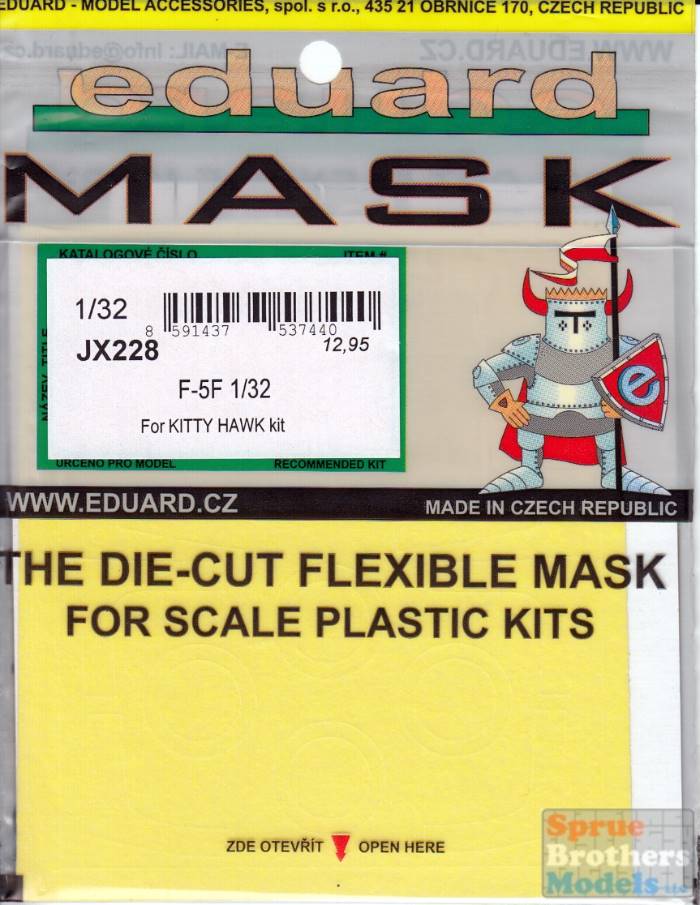 EDUARD - MODEL ACCESSORIES, spol. s r.o., 435 21 OBRNICE 170, CZECH REPUBLIC
E-MAIL: info@eduard.cz WWW.EDUARD.CZ
eduard
MASK
KATALOGOVÉ ČÍSLO ITEM #
1/32
8 591437 537440
JX228 12,95
F-5F 1/32
For KITTY HAWK kit
NÁZEV TITLE
URČENO PRO MODEL RECOMMENDED KIT
T
e
WWW.EDUARD.CZ MADE IN CZECH REPUBLIC
THE DIE-CUT FLEXIBLE MASK
FOR SCALE PLASTIC KITS
ZDE OTEVŘÍT OPEN HERE
Sprue
Brothers
Models LLC